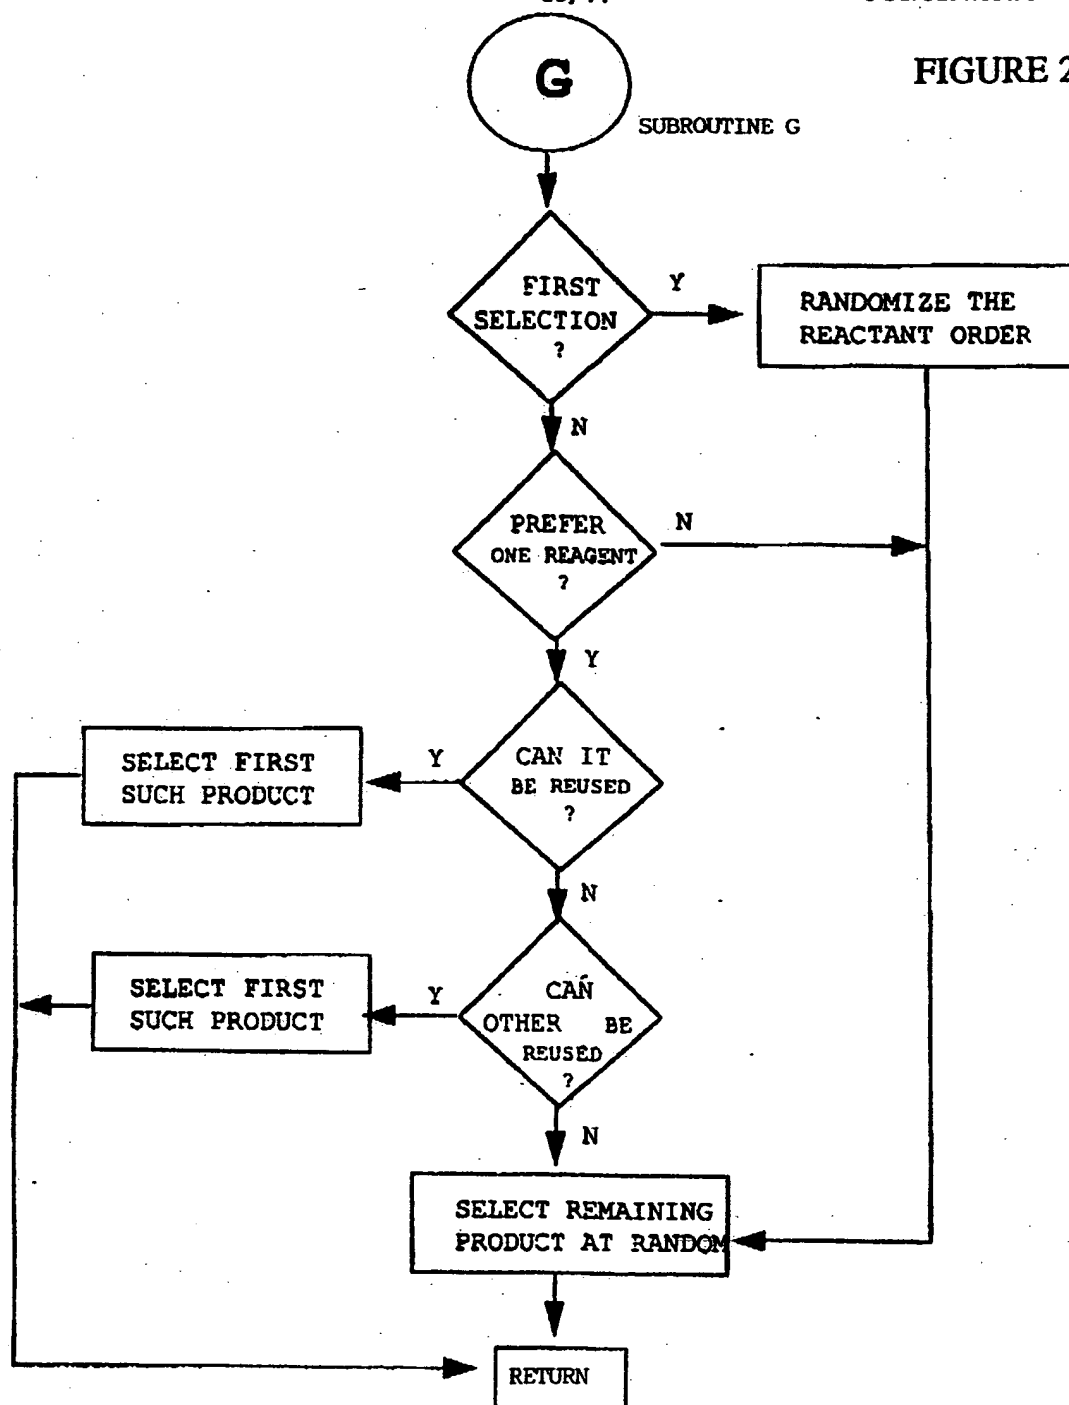 FIGURE 2
G
SUBROUTINE G
FIRST
SELECTION
?
Y
RANDOMIZE THE
REACTANT ORDER
N
PREFER
ONE REAGENT
?
N
Y
CAN IT
BE REUSED
?
Y
SELECT FIRST
SUCH PRODUCT
N
CAN
OTHER BE
REUSED
?
Y
SELECT FIRST
SUCH PRODUCT
N
SELECT REMAINING
PRODUCT AT RANDOM
RETURN